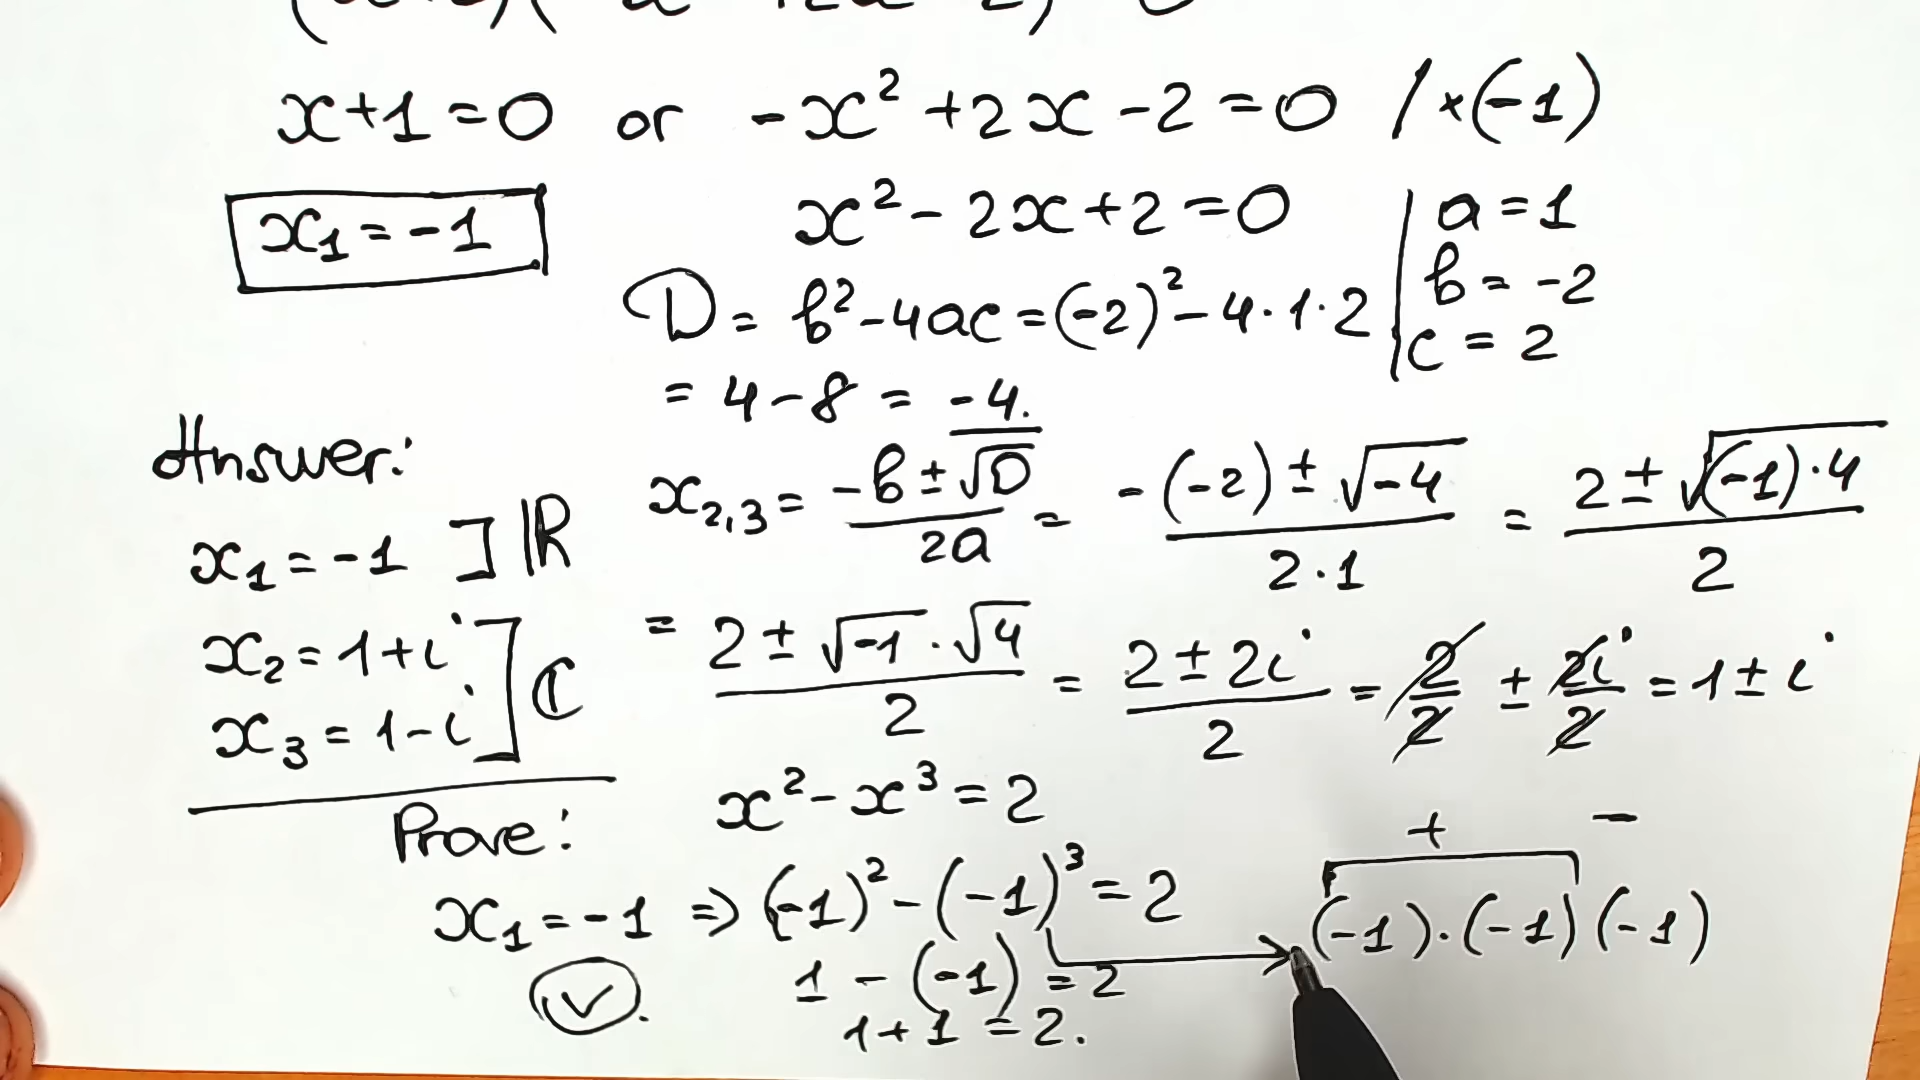 x+1=0 or -x²+2x-2=0 /×(-1)
x₁=-1
x²-2x+2=0
a=1
b=-2
c=2
D=b²-4ac=(-2)²-4·1·2
=4-8=-4.
x₂,₃=(-b±√D)/2a=(-(-2)±√-4)/2·1=(2±√(-1)·4)/2
=(2±√-1·√4)/2=(2±2i)/2=2/2±2i/2=1±i
Answer:
x₁=-1]ℝ
x₂=1+i
x₃=1-i]ℂ
Prove:
x²-x³=2
x₁=-1⇒(-1)²-(-1)³=2
1-(-1)=2
1+1=2.
+ -
(-1)·(-1)(-1)